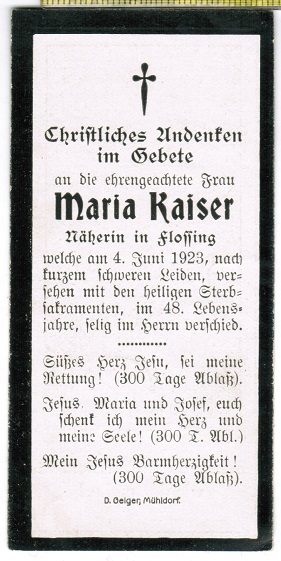 Christliches Andenken
im Gebete
an die ehrengeachtete Frau
Maria Kaiser
Näherin in Flossing
welche am 4. Juni 1923, nach
kurzem schweren Leiden, ver-
sehen mit den heiligen Sterb-
sakramenten, im 48. Lebens-
jahre, selig im Herrn verschied.
............
Süßes Herz Jesu, sei meine
Rettung! (300 Tage Ablaß).
Jesus, Maria und Josef, euch
schenk ich mein Herz und
meine Seele! (300 T. Abl.)
Mein Jesus Barmherzigkeit!
(300 Tage Ablaß).
D. Geiger, Mühldorf.